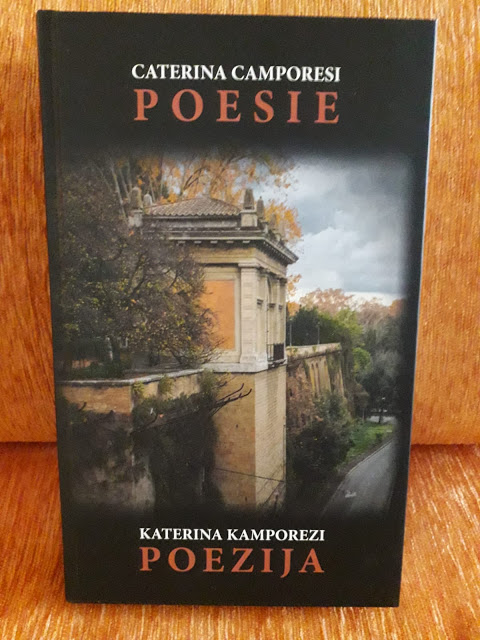 CATERINA CAMPORESI
POESIE
KATERINA KAMPOREZI
POEZIJA